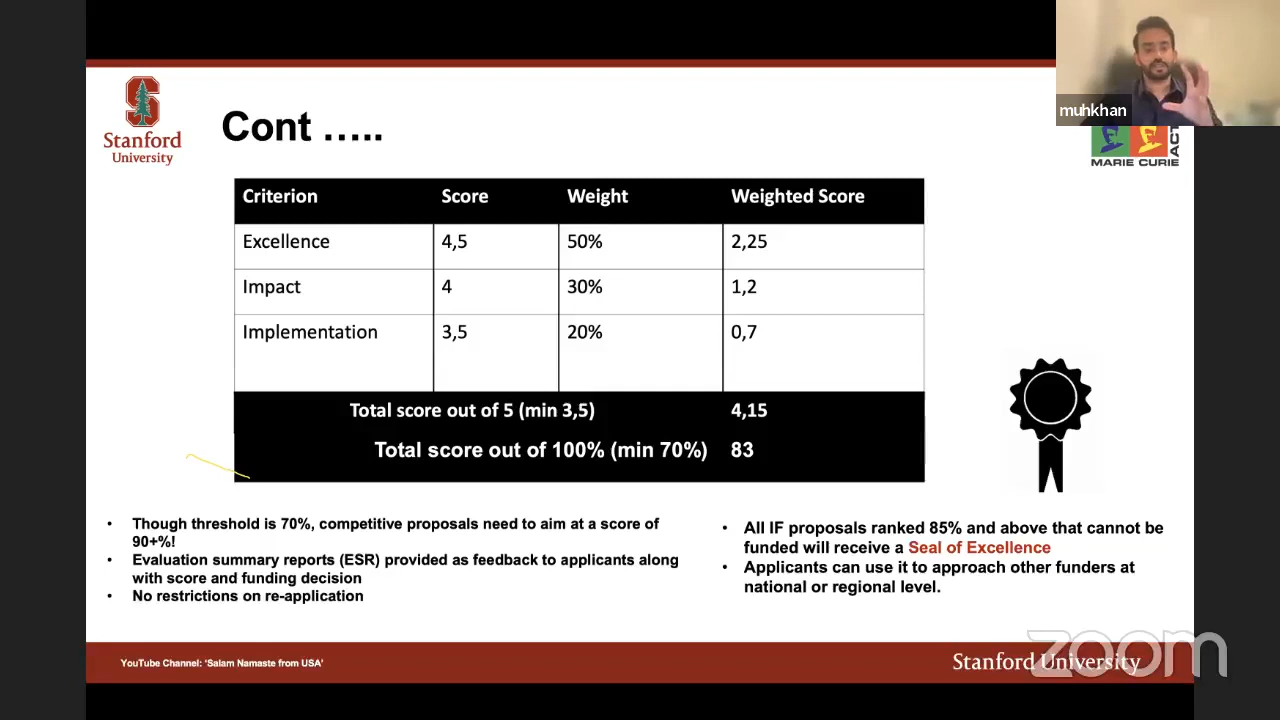 muhkhan
Stanford
University
Cont …..
MARIE CURIE
ACT
Criterion Score Weight Weighted Score
Excellence 4,5 50% 2,25
Impact 4 30% 1,2
Implementation 3,5 20% 0,7
Total score out of 5 (min 3,5) 4,15
Total score out of 100% (min 70%) 83
• Though threshold is 70%, competitive proposals need to aim at a score of
90+%!
• Evaluation summary reports (ESR) provided as feedback to applicants along
with score and funding decision
• No restrictions on re-application
• All IF proposals ranked 85% and above that cannot be
funded will receive a Seal of Excellence
• Applicants can use it to approach other funders at
national or regional level.
YouTube Channel: 'Salam Namaste from USA'
Stanford University
zoom